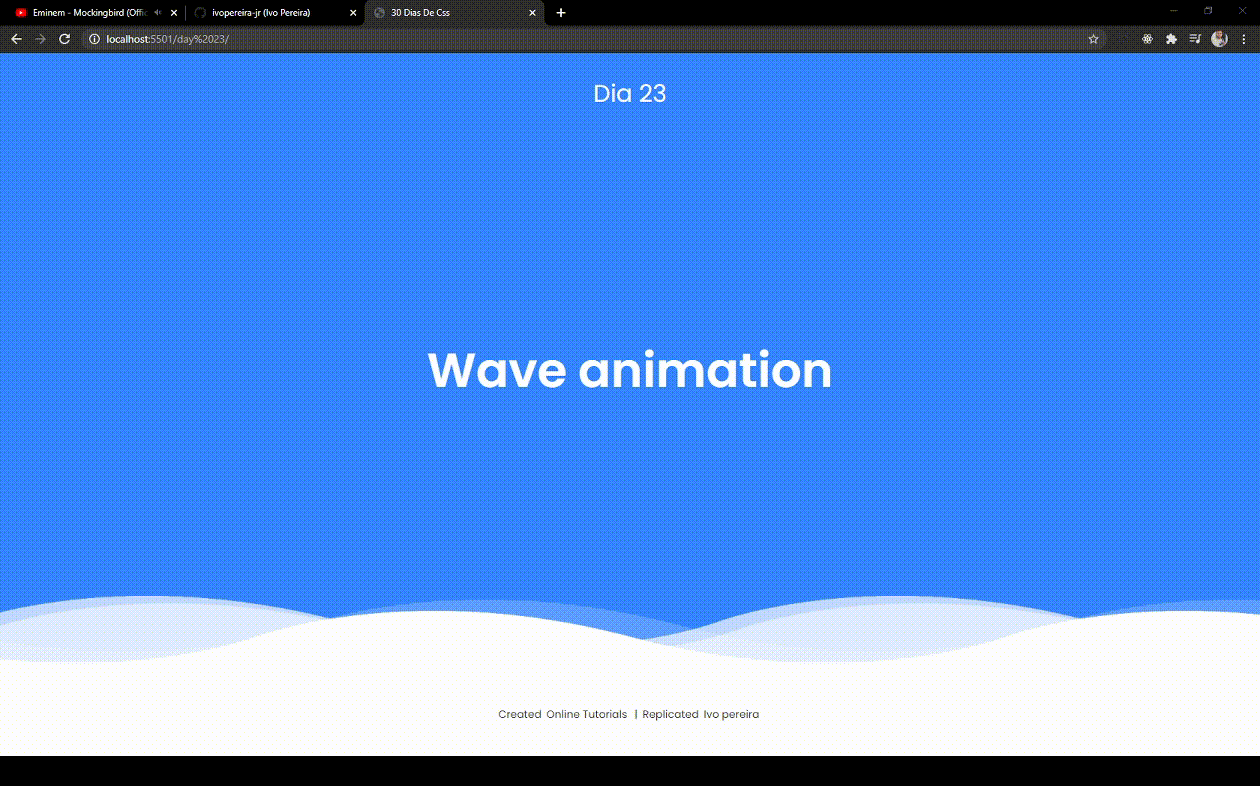 Eminem - Mockingbird (Offic
ivopereira-jr (Ivo Pereira)
30 Dias De Css
localhost:5501/day%2023/
Dia 23
Wave animation
Created Online Tutorials | Replicated Ivo pereira